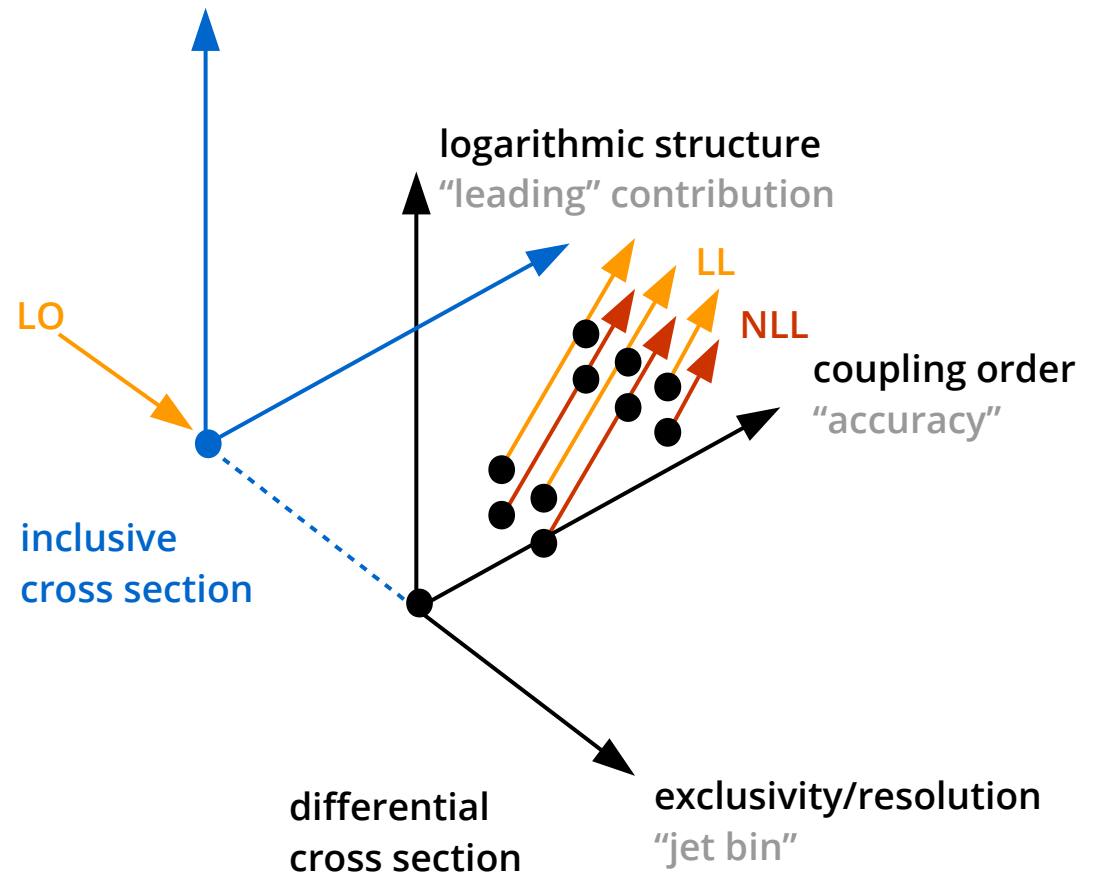 logarithmic structure
“leading” contribution
LL
LO
NLL
coupling order
“accuracy”
inclusive
cross section
differential
cross section
exclusivity/resolution
“jet bin”